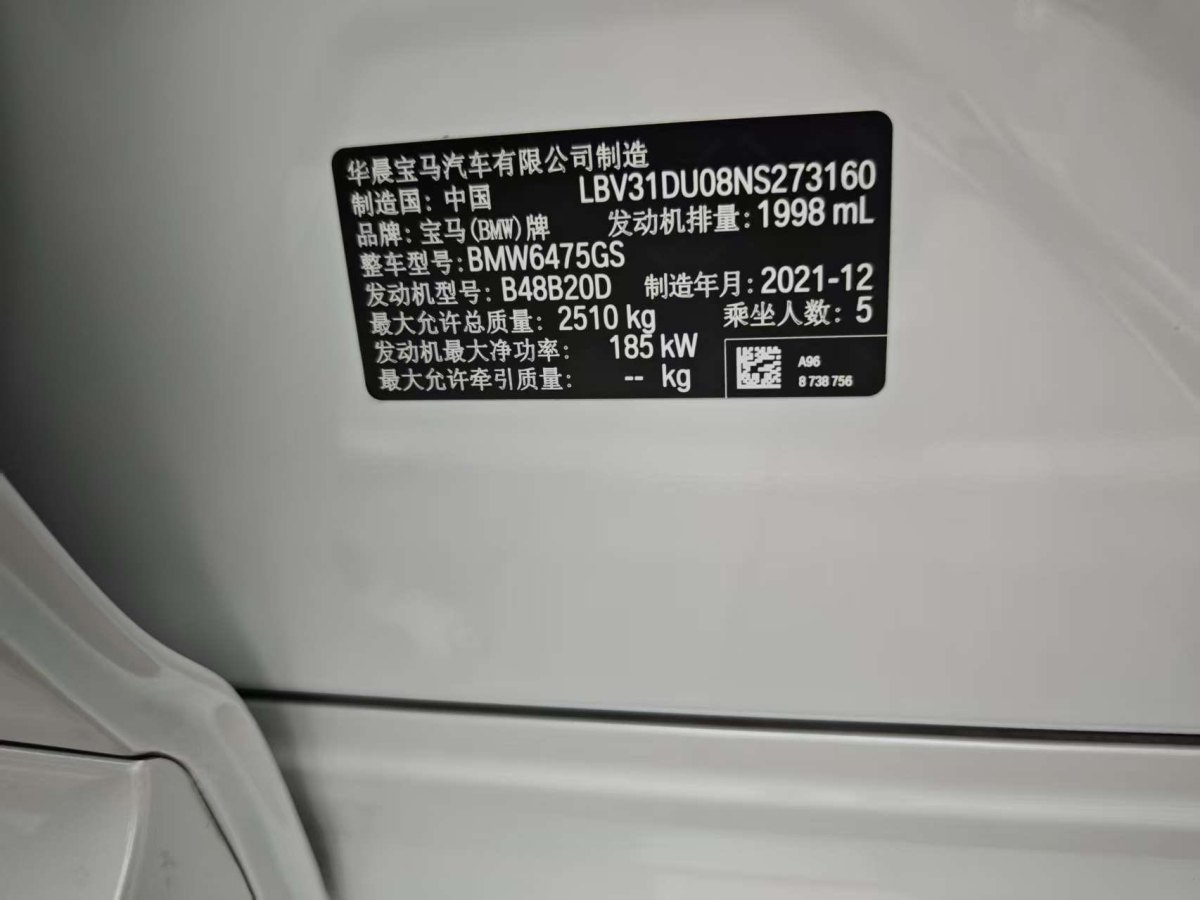 华晨宝马汽车有限公司制造
制造国：中国 LBV31DU08NS273160
品牌：宝马(BMW)牌 发动机排量：1998 mL
整车型号：BMW6475GS
发动机型号：B48B20D 制造年月：2021-12
最大允许总质量：2510 kg 乘坐人数：5
发动机最大净功率：185 kW
最大允许牵引质量：-- kg
A96
8 738 756